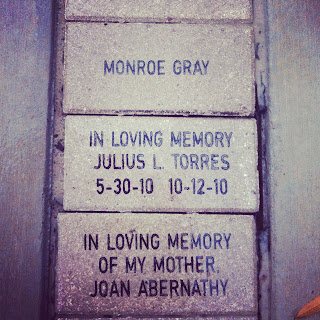 MONROE GRAY
IN LOVING MEMORY
JULIUS L. TORRES
5-30-10 10-12-10
IN LOVING MEMORY
OF MY MOTHER,
JOAN ABERNATHY